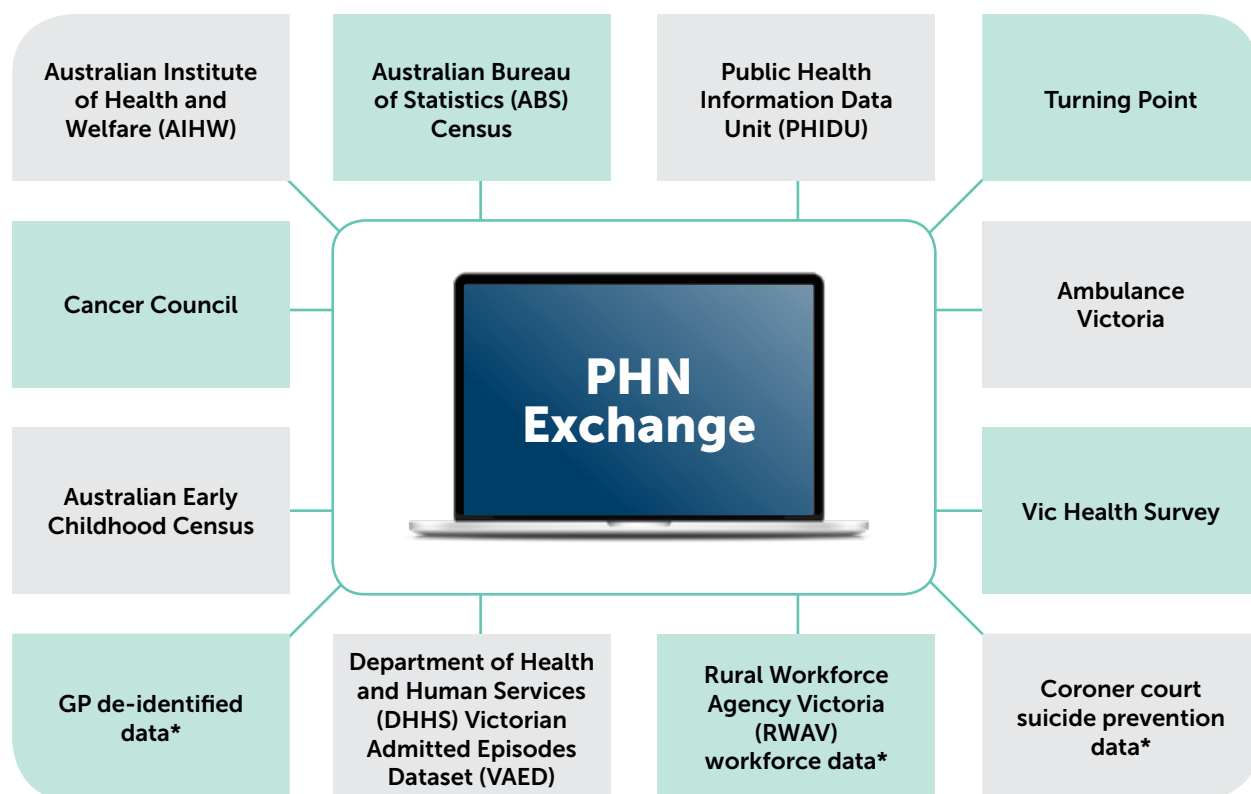 Australian Institute
of Health and
Welfare (AIHW)
Australian Bureau
of Statistics (ABS)
Census
Public Health
Information Data
Unit (PHIDU)
Turning Point
Cancer Council
PHN
Exchange
Ambulance
Victoria
Australian Early
Childhood Census
Vic Health Survey
GP de-identified
data*
Department of Health
and Human Services
(DHHS) Victorian
Admitted Episodes
Dataset (VAED)
Rural Workforce
Agency Victoria
(RWAV)
workforce data*
Coroner court
suicide prevention
data*